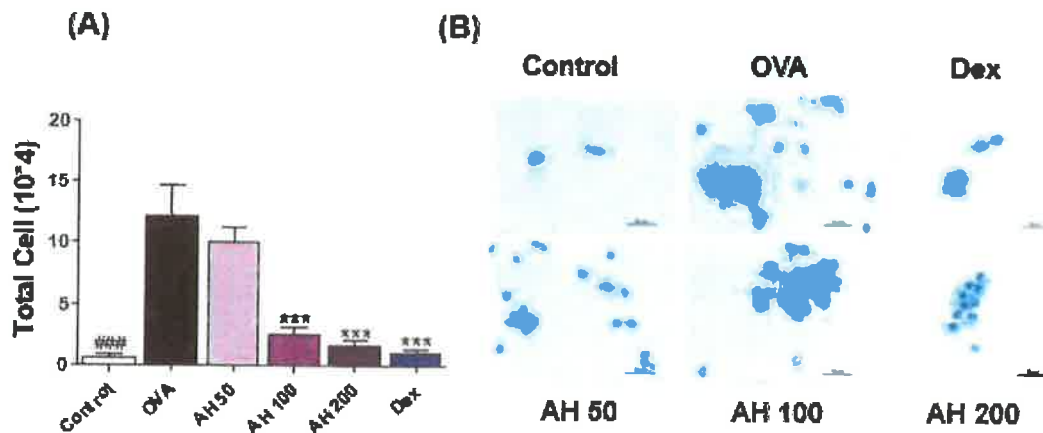 (A)
Total Cell (10^4)
20
15
10
5
0
###
***
***
***
Control
OVA
AH 50
AH 100
AH 200
Dex
(B)
Control OVA Dex
AH 50 AH 100 AH 200